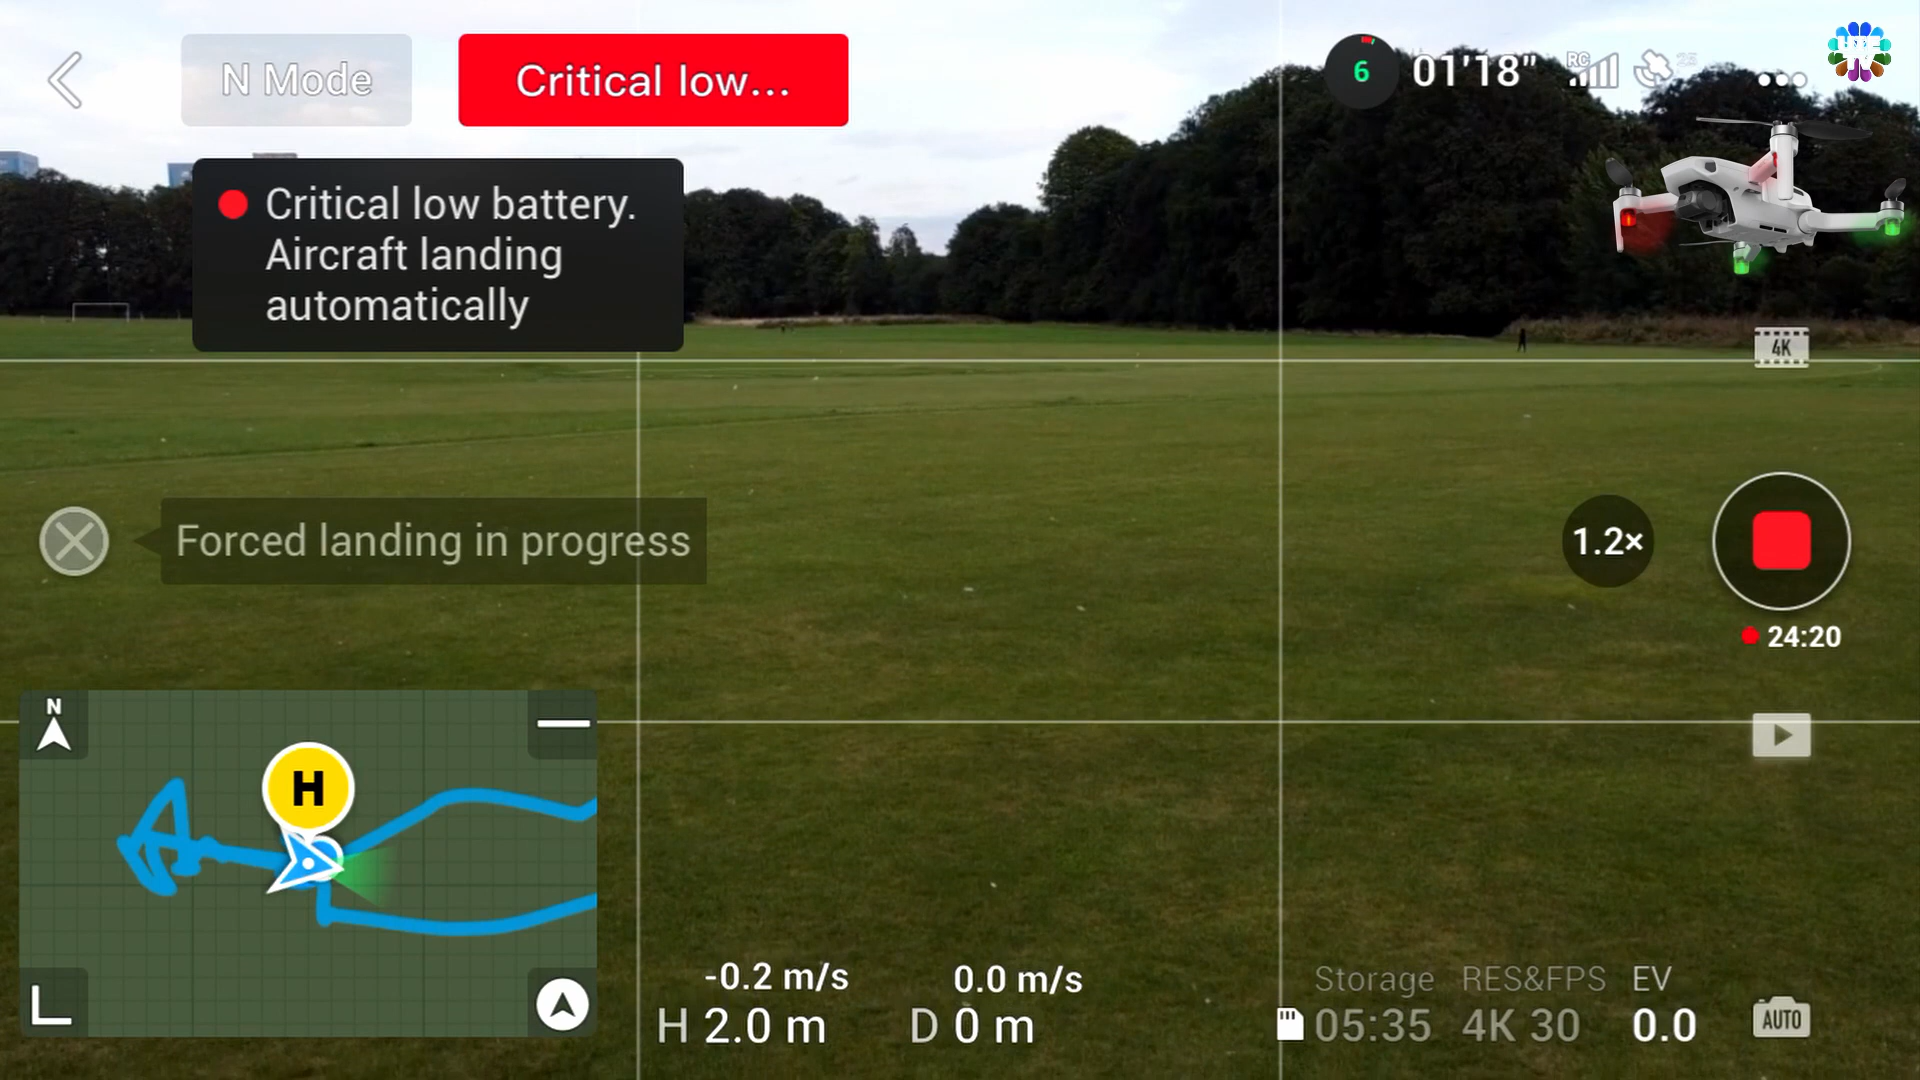 N Mode
Critical low...
6
01'18"
RC
25
Critical low battery.
Aircraft landing
automatically
4K
Forced landing in progress
1.2×
24:20
N
H
-0.2 m/s
0.0 m/s
H 2.0 m
D 0 m
Storage
RES&FPS
EV
05:35
4K 30
0.0
AUTO